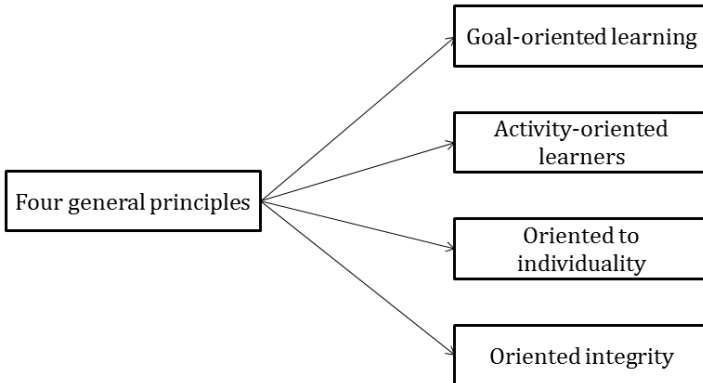 Goal-oriented learning
Activity-oriented
learners
Four general principles
Oriented to
individuality
Oriented integrity